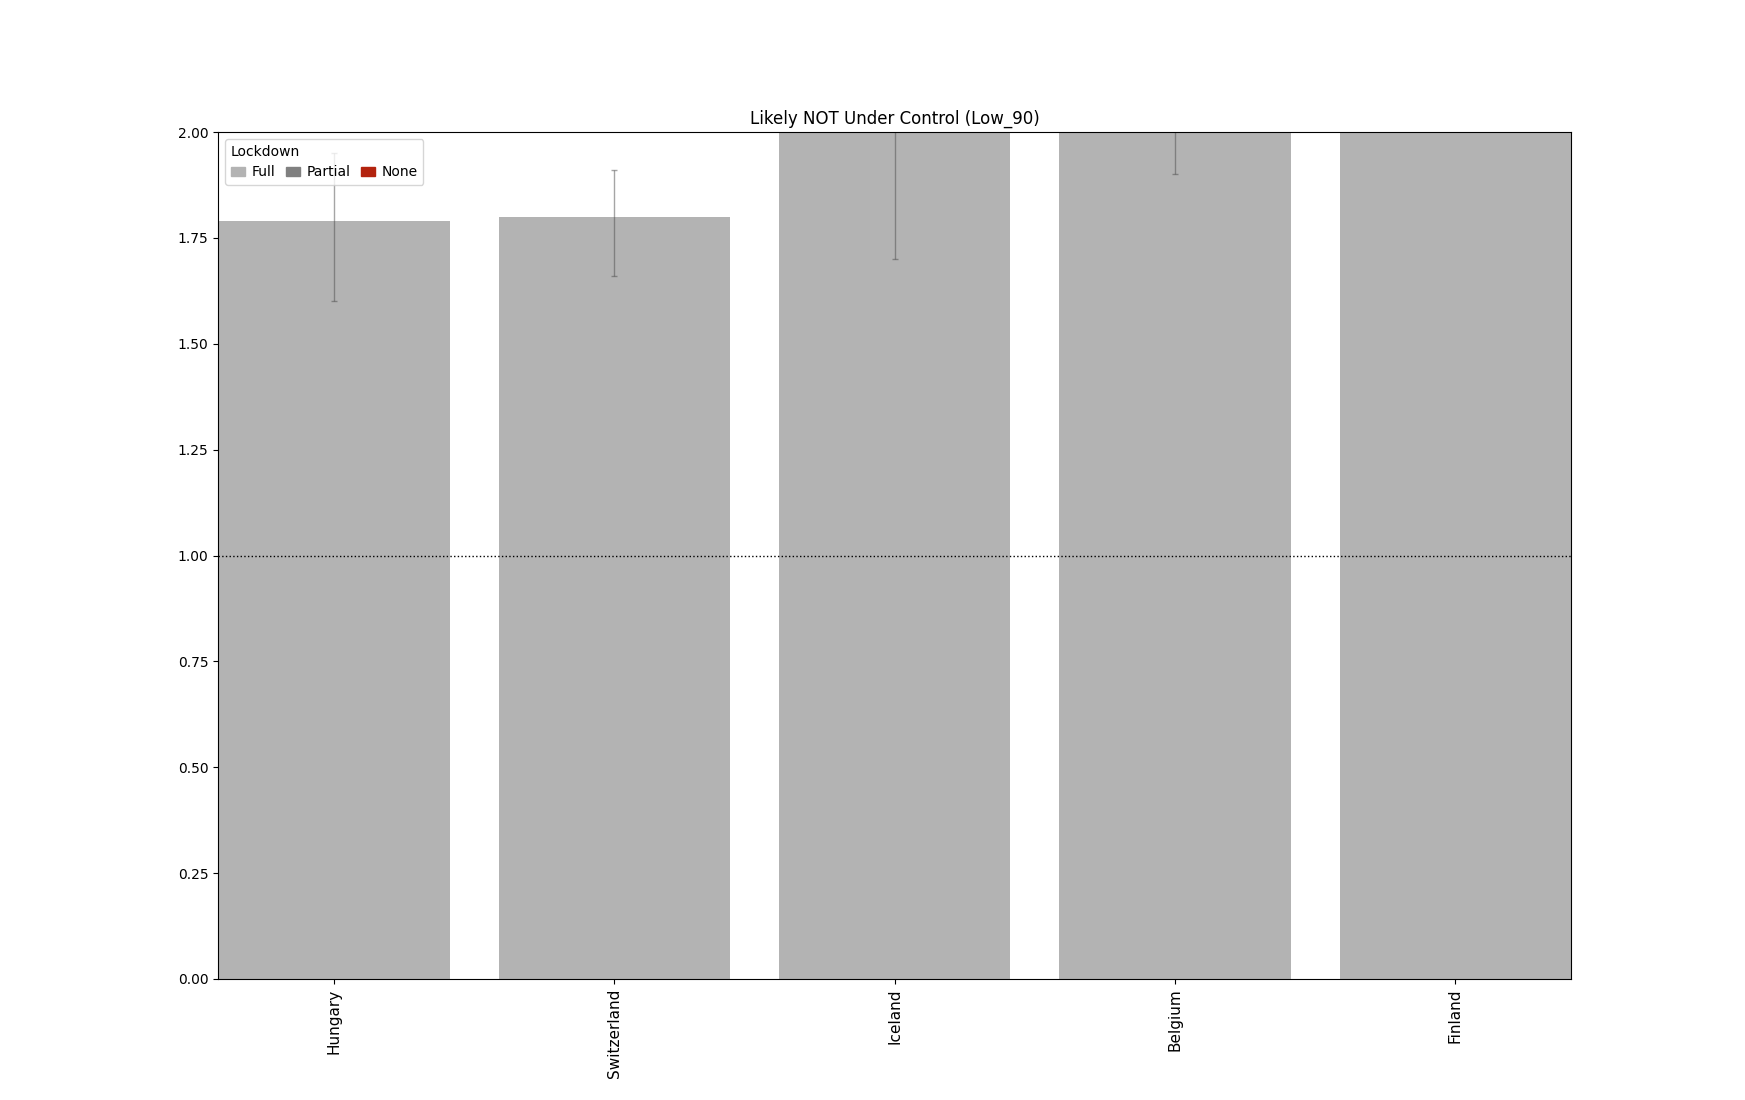 Likely NOT Under Control (Low_90)
2.00
Lockdown
Full Partial None
1.75
1.50
1.25
1.00
0.75
0.50
0.25
0.00
Hungary
Switzerland
Iceland
Belgium
Finland